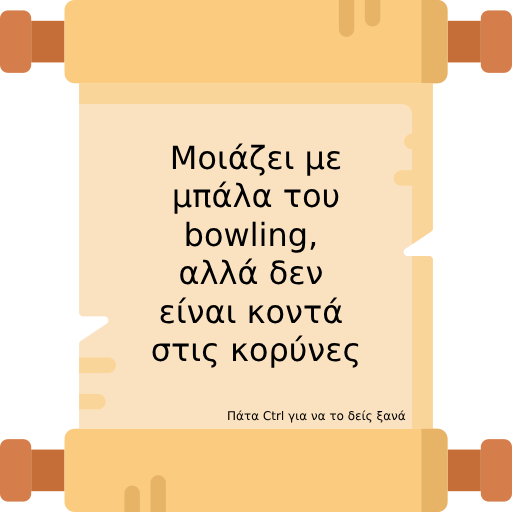 Μοιάζει με
μπάλα του
bowling,
αλλά δεν
είναι κοντά
στις κορύνες
Πάτα Ctrl για να το δείς ξανά